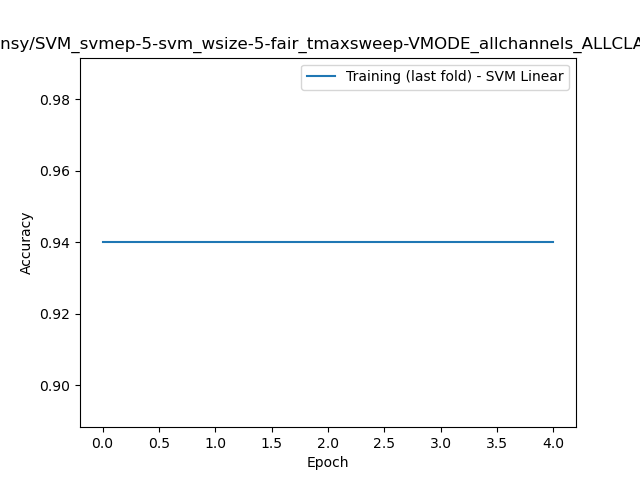 nsy/SVM_svmep-5-svm_wsize-5-fair_tmaxsweep-VMODE_allchannels_ALLCLA
Training (last fold) - SVM Linear
0.98
0.96
0.94
0.92
0.90
Accuracy
0.0 0.5 1.0 1.5 2.0 2.5 3.0 3.5 4.0
Epoch